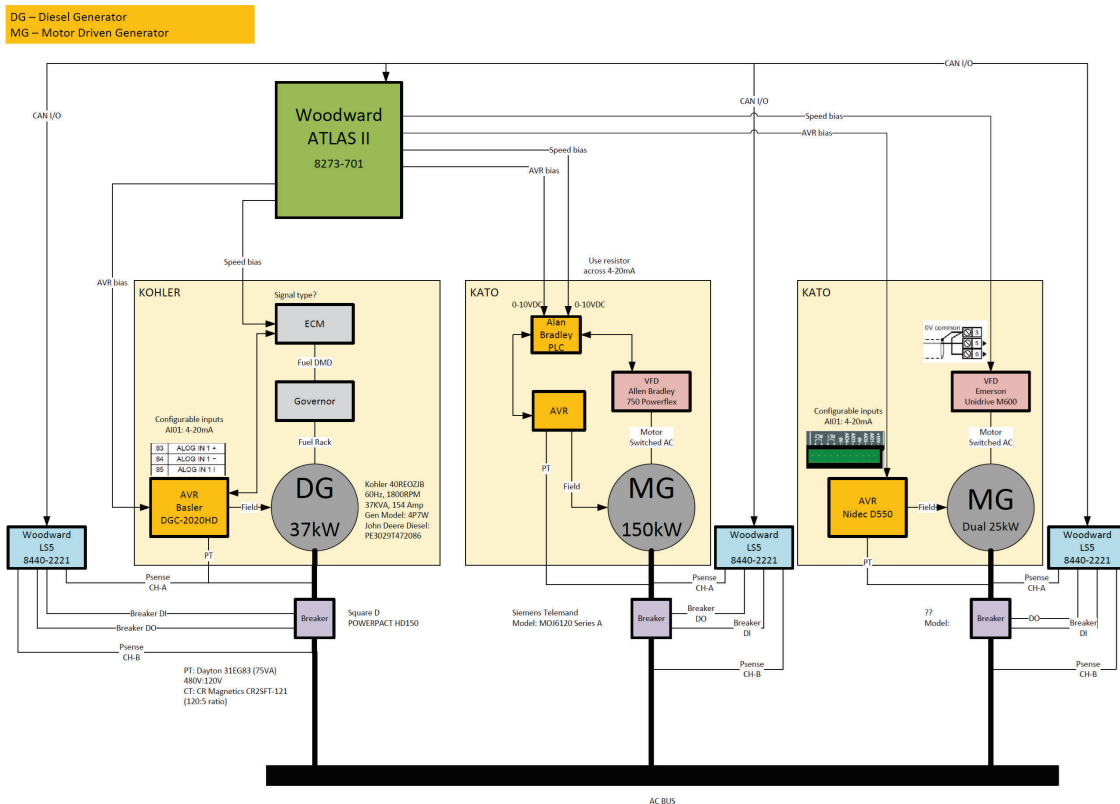 DG – Diesel Generator
MG – Motor Driven Generator
CAN I/O
CAN I/O
CAN I/O
Woodward
ATLAS II
8273-701
Speed bias
AVR bias
Speed bias
AVR bias
Speed bias
AVR bias
Use resistor
across 4-20mA
KOHLER
Signal type?
ECM
Fuel DMD
Governor
Fuel Rack
Configurable inputs
AI01: 4-20mA
83 ALOG IN 1 +
84 ALOG IN 1 –
85 ALOG IN 1 I
AVR
Basler
DGC-2020HD
Field
DG
37kW
Kohler 40REOZJB
60Hz, 1800RPM
37KVA, 154 Amp
Gen Model: 4P7W
John Deere Diesel:
PE3029T472086
PT
KATO
0-10VDC
0-10VDC
Alan
Bradley
PLC
VFD
Allen Bradley
750 Powerflex
AVR
Motor
Switched AC
PT
Field
MG
150kW
KATO
0V common
3
5
6
VFD
Emerson
Unidrive M600
Configurable inputs
AI01: 4-20mA
Motor
Switched AC
AVR
Nidec D550
Field
MG
Dual 25kW
PT
Woodward
LS5
8440-2221
Psense
CH-A
Breaker DI
Breaker DO
Psense
CH-B
Breaker
Square D
POWERPACT HD150
PT: Dayton 31EG83 (75VA)
480V:120V
CT: CR Magnetics CR2SFT-121
(120:5 ratio)
Woodward
LS5
8440-2221
Psense
CH-A
Siemens Telemand
Model: MOJ6120 Series A
Breaker
Breaker
DO
Breaker
DI
Psense
CH-B
Woodward
LS5
8440-2221
Psense
CH-A
??
Model:
Breaker
DO
Breaker
DI
Psense
CH-B
AC BUS